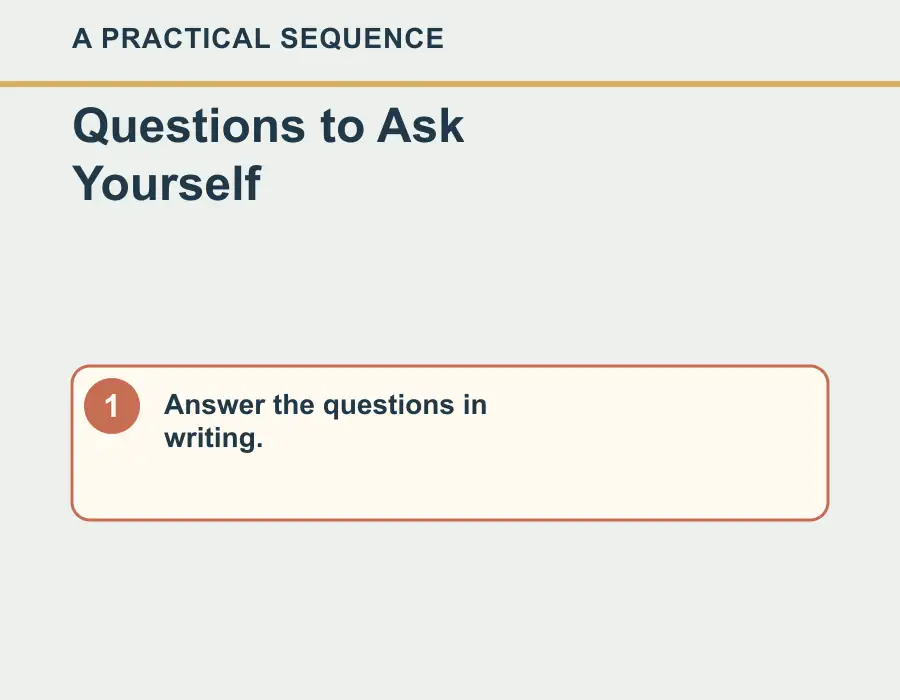 A PRACTICAL SEQUENCE
Questions to Ask
Yourself
1
Answer the questions in
writing.